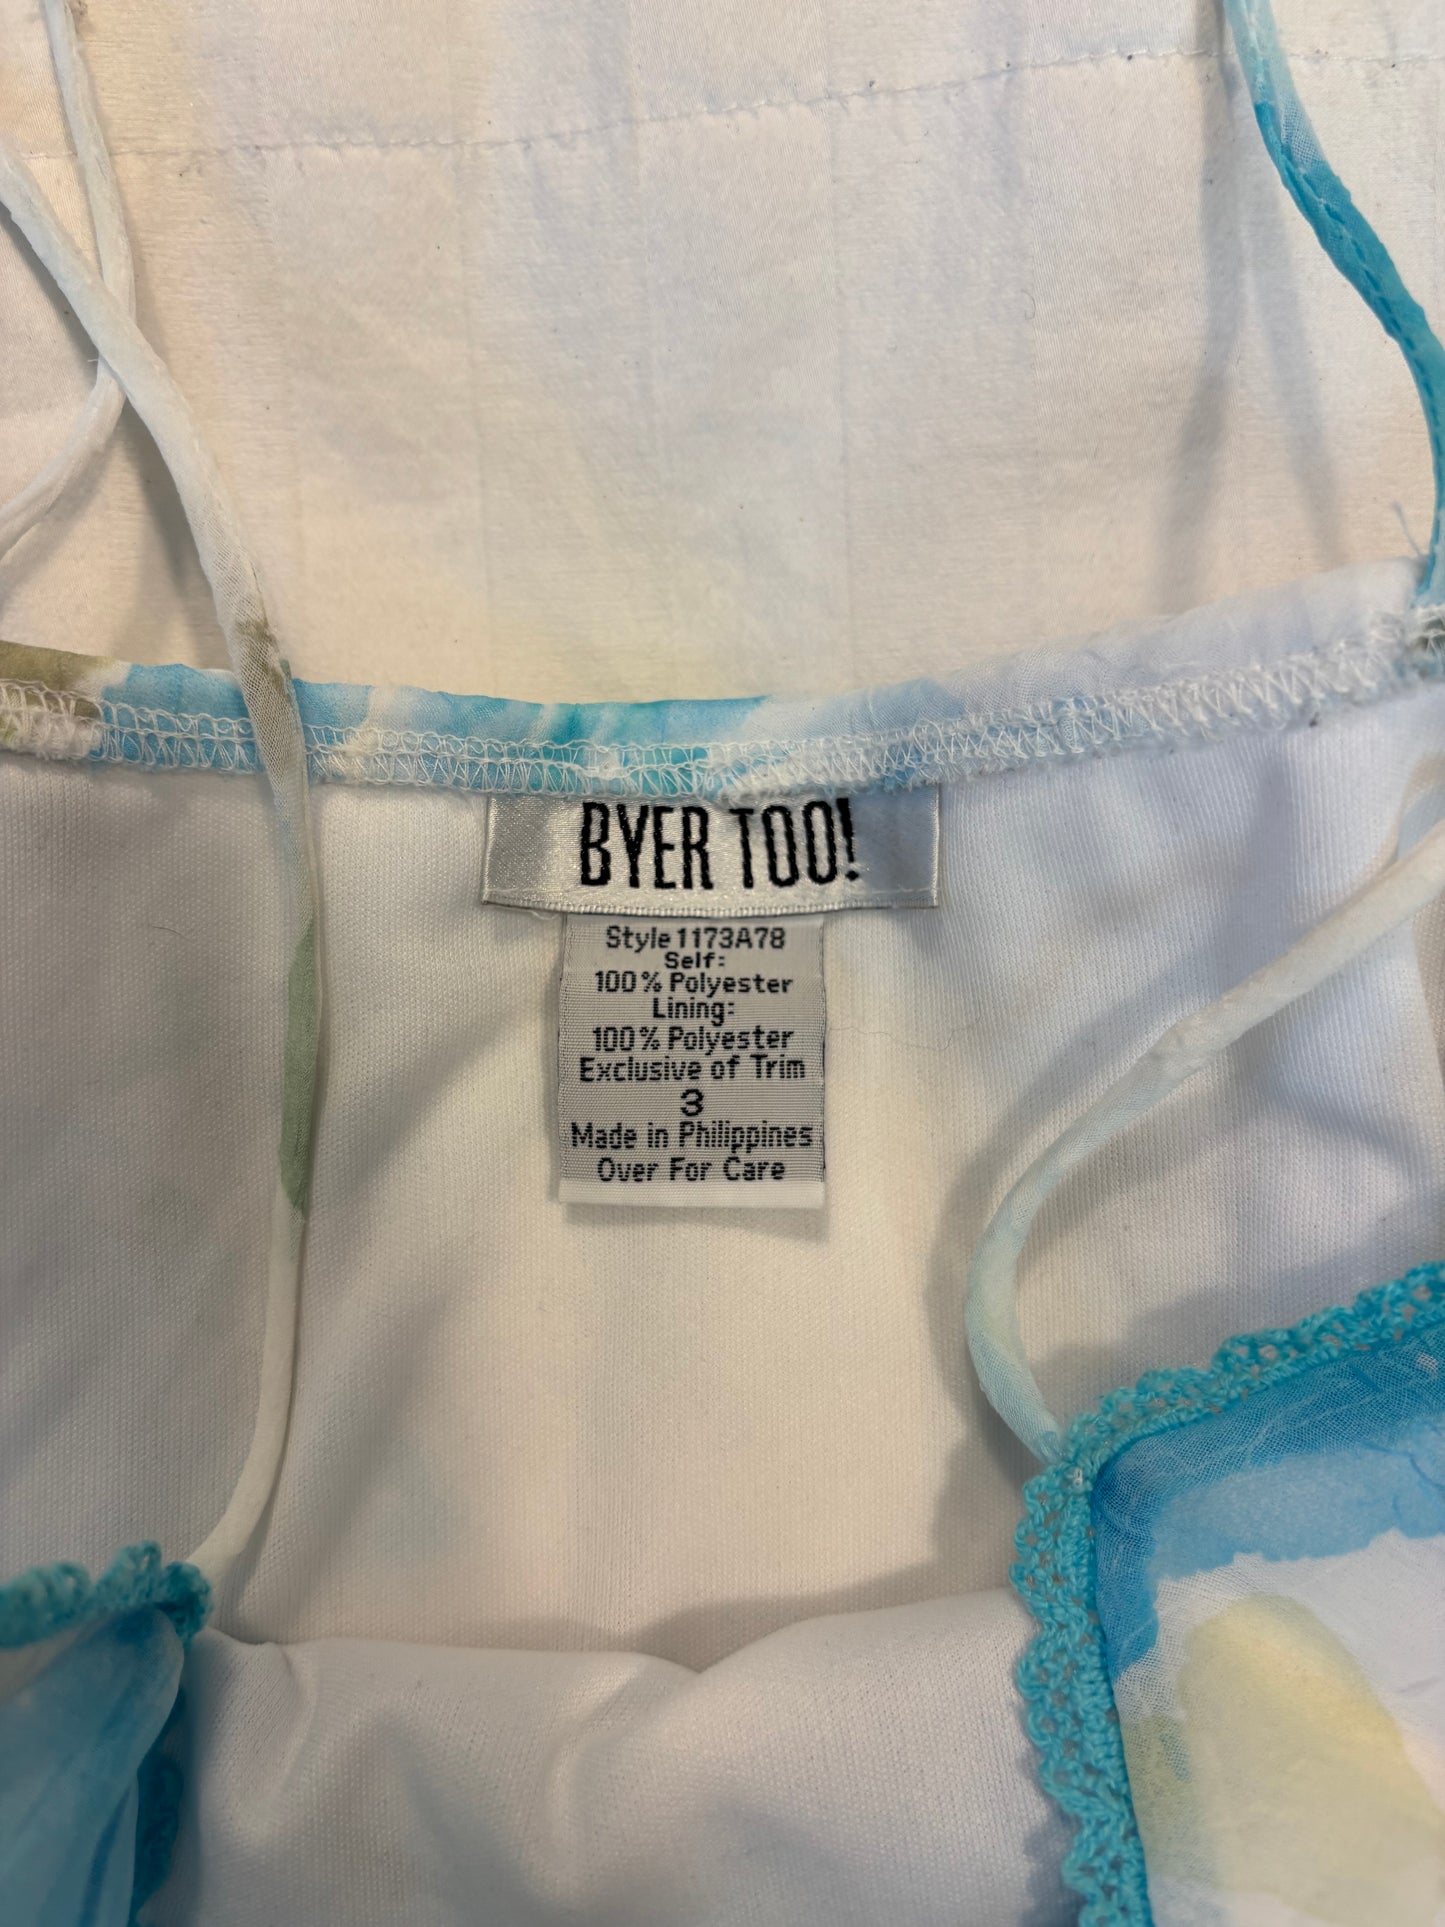 BYER TOO!
Style 1173A78
Self:
100% Polyester
Lining:
100% Polyester
Exclusive of Trim
3
Made in Philippines
Over For Care